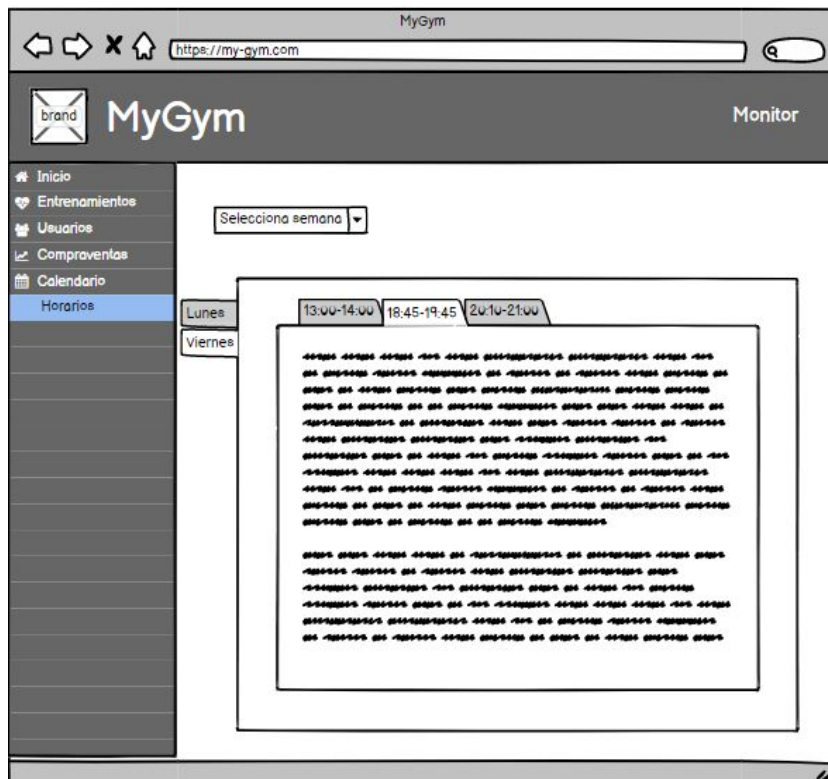 MyGym
https://my-gym.com
brand
MyGym
Monitor
Inicio
Entrenamientos
Usuarios
Compraventas
Calendario
Horarios
Selecciona semana
Lunes
Viernes
13:00-14:00
18:45-19:45
20:10-21:00